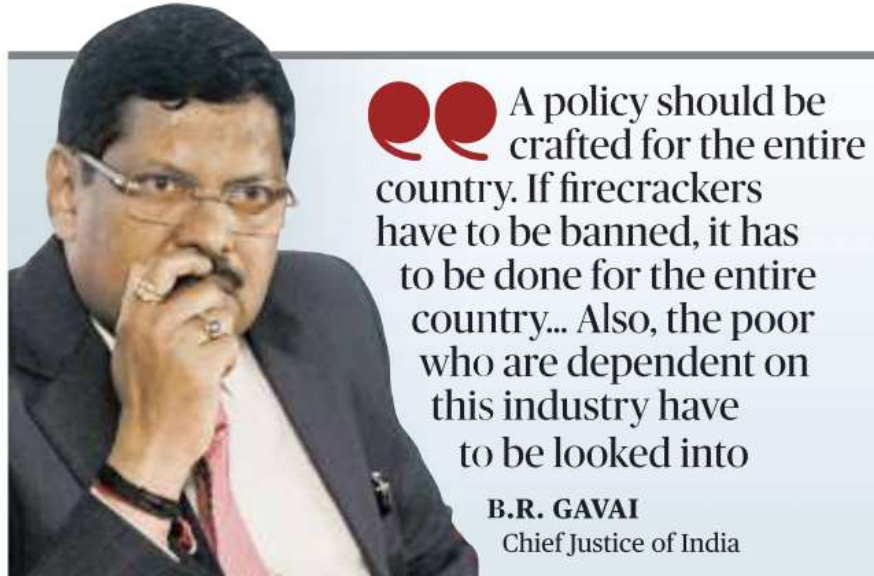 A policy should be
crafted for the entire
country. If firecrackers
have to be banned, it has
to be done for the entire
country... Also, the poor
who are dependent on
this industry have
to be looked into
B.R. GAVAI
Chief Justice of India